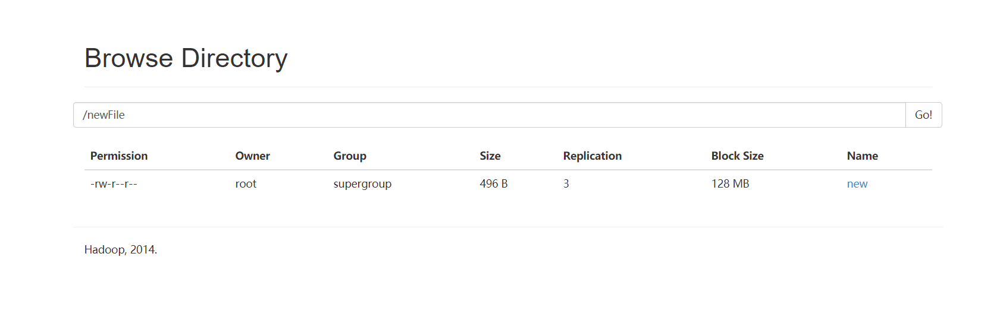 Browse Directory
/newFile Go!
Permission Owner Group Size Replication Block Size Name
-rw-r--r-- root supergroup 496 B 3 128 MB new
Hadoop, 2014.